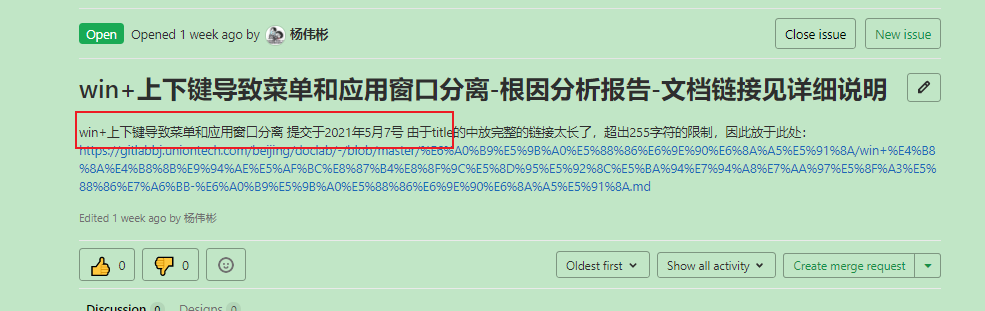 Open Opened 1 week ago by 杨伟彬 Close issue New issue
win+上下键导致菜单和应用窗口分离-根因分析报告-文档链接见详细说明
win+上下键导致菜单和应用窗口分离 提交于2021年5月7号 由于title的中放完整的链接太长了，超出255字符的限制，因此放于此处：
https://gitlabbj.uniontech.com/beijing/doclab/-/blob/master/%E6%A0%B9%E5%9B%A0%E5%88%86%E6%9E%90%E6%8A%A5%E5%91%8A/win+%E4%B8%8A%E4%B8%8B%E9%94%AE%E5%AF%BC%E8%87%B4%E8%8F%9C%E5%8D%95%E5%92%8C%E5%BA%94%E7%94%A8%E7%AA%97%E5%8F%A3%E5%88%86%E7%A6%BB-%E6%A0%B9%E5%9B%A0%E5%88%86%E6%9E%90%E6%8A%A5%E5%91%8A.md
Edited 1 week ago by 杨伟彬
0 0 Oldest first Show all activity Create merge request
Discussion 0 Designs 0